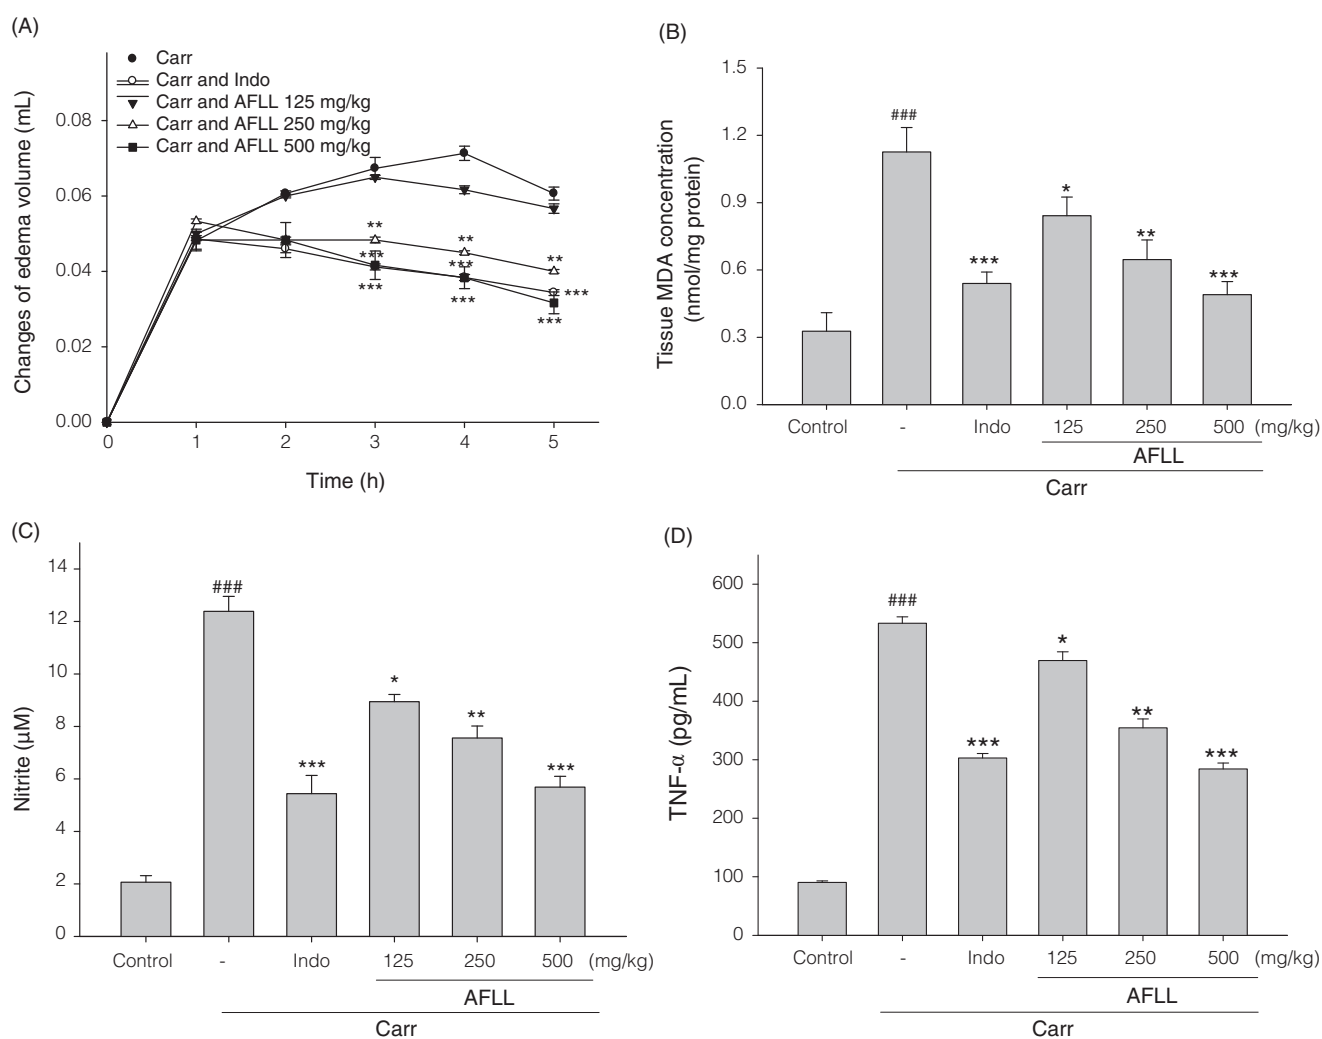 (A)
Carr
Carr and Indo
Carr and AFLL 125 mg/kg
Carr and AFLL 250 mg/kg
Carr and AFLL 500 mg/kg
Changes of edema volume (mL)
0.08
0.06
0.04
0.02
0.00
** ** **
*** *** ***
*** *** ***
0 1 2 3 4 5
Time (h)
(B)
Tissue MDA concentration
(nmol/mg protein)
1.5
1.2
0.9
0.6
0.3
0.0
### *** * ** ***
Control - Indo 125 250 500 (mg/kg)
AFLL
Carr
(C)
Nitrite (µM)
14
12
10
8
6
4
2
0
### *** * ** ***
Control - Indo 125 250 500 (mg/kg)
AFLL
Carr
(D)
TNF-α (pg/mL)
600
500
400
300
200
100
0
### *** * ** ***
Control - Indo 125 250 500 (mg/kg)
AFLL
Carr